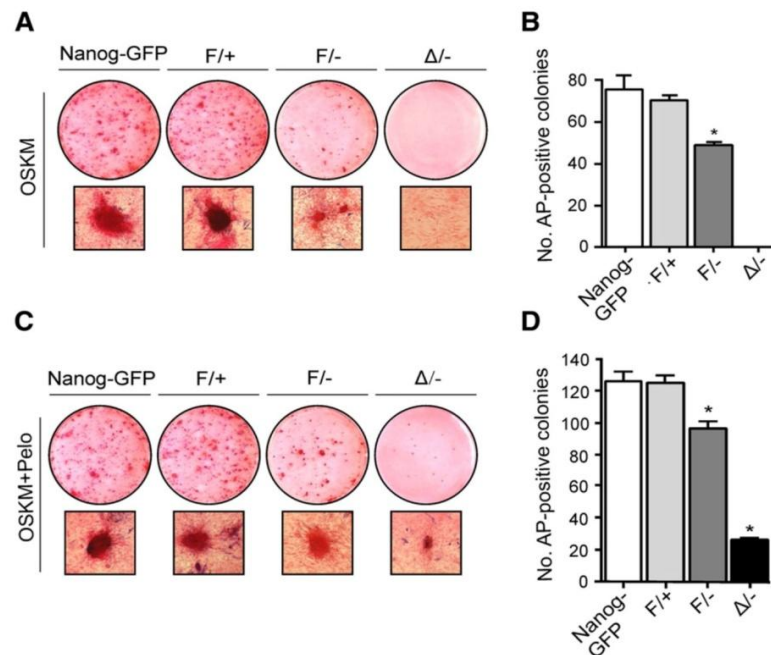 A
Nanog-GFP F/+ F/- Δ/-
OSKM
B
No. AP-positive colonies
80
60
40
20
0
*
Nanog-
GFP
F/+
F/-
Δ/-
C
Nanog-GFP F/+ F/- Δ/-
OSKM+Pelo
D
No. AP-positive colonies
140
120
100
80
60
40
20
0
*
*
Nanog-
GFP
F/+
F/-
Δ/-